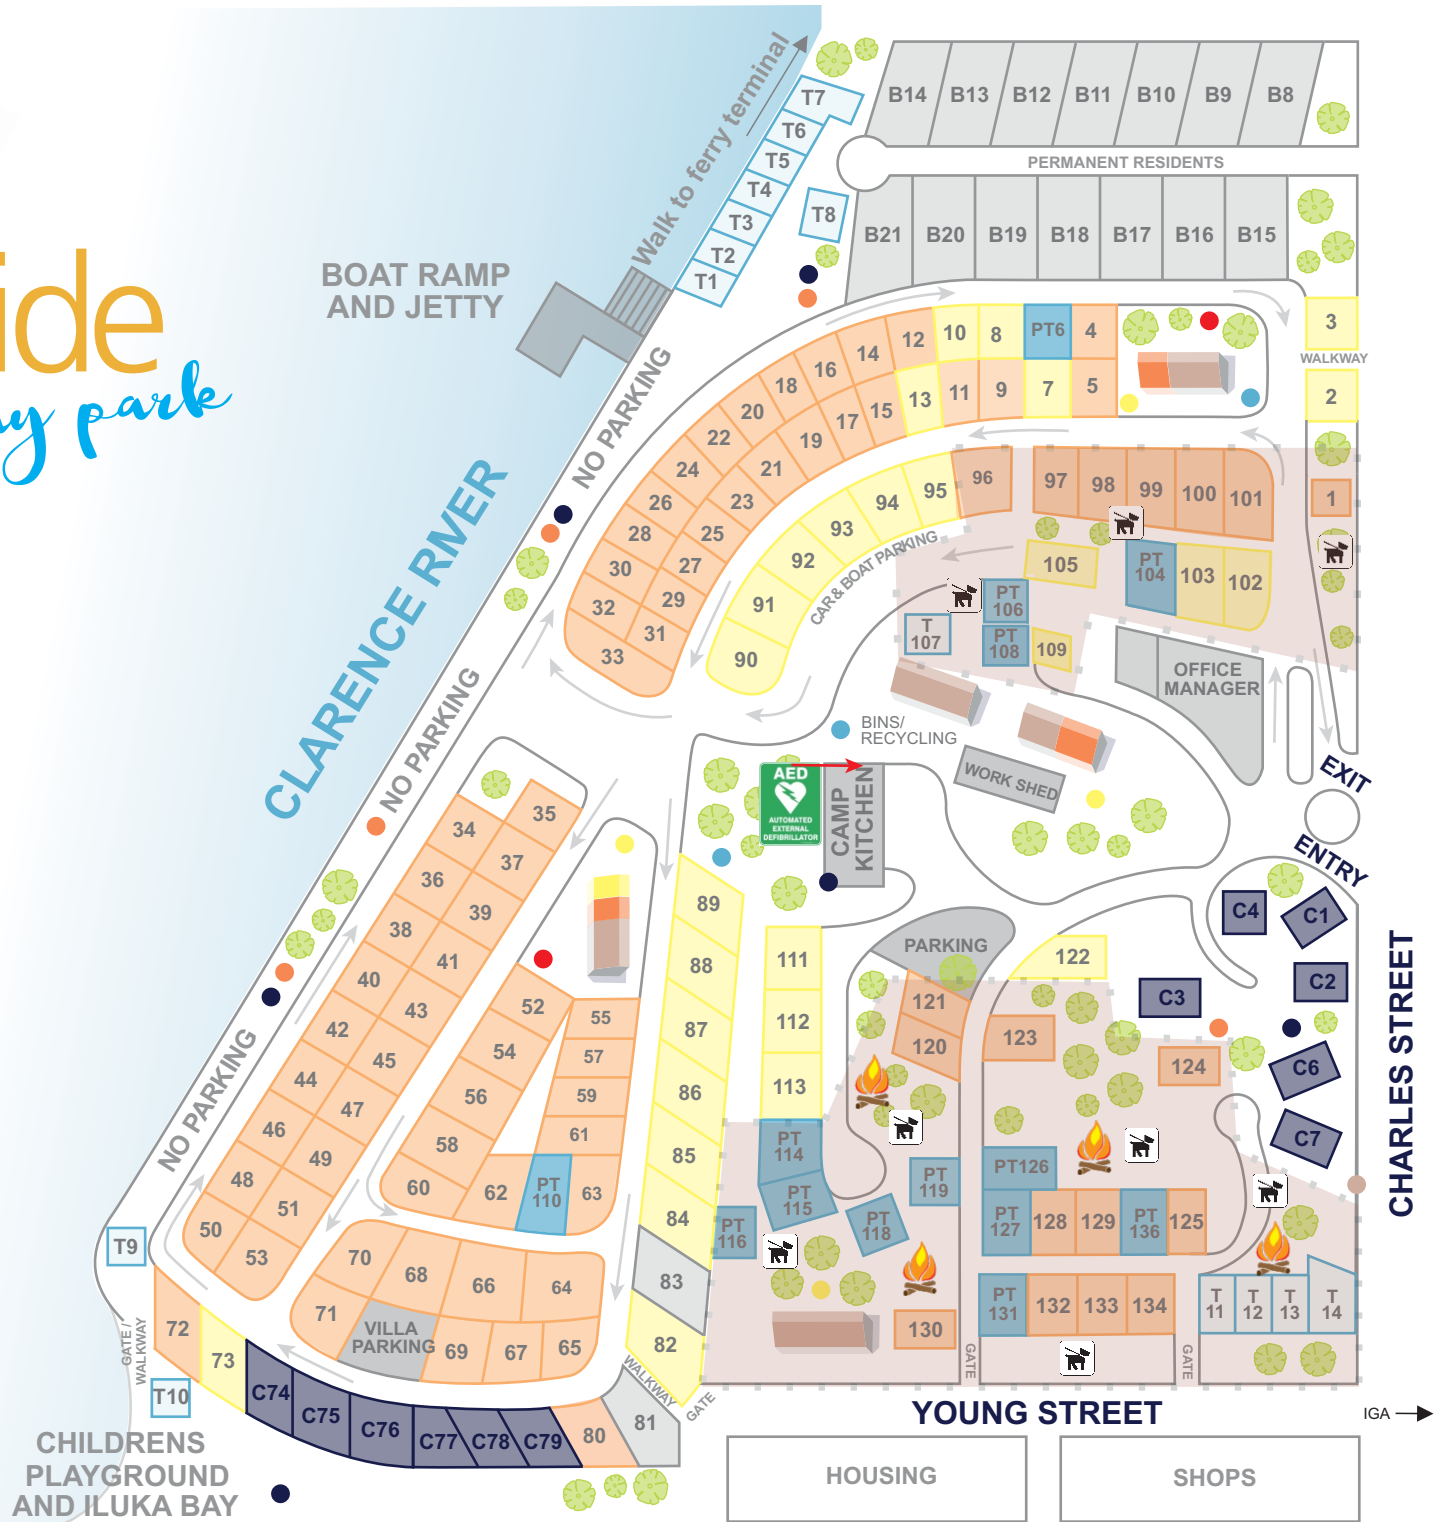 ide
ay park
BOAT RAMP
AND JETTY
Walk to ferry terminal
T7
T6
T5
T4
T3
T2
T1
T8
B14
B13
B12
B11
B10
B9
B8
PERMANENT RESIDENTS
B21
B20
B19
B18
B17
B16
B15
NO PARKING
CLARENCE RIVER
12
10
8
PT6
4
3
WALKWAY
2
14
16
18
20
22
24
26
28
30
32
33
13
11
9
7
5
15
17
19
21
23
25
27
29
31
96
97
98
99
100
101
1
95
94
93
92
91
90
CAR & BOAT PARKING
105
PT
104
103
102
PT
106
T
107
PT
108
109
OFFICE
MANAGER
BINS/
RECYCLING
WORK SHED
EXIT
ENTRY
AED
AUTOMATED
EXTERNAL
DEFIBRILLATOR
CAMP
KITCHEN
NO PARKING
35
34
37
36
39
38
41
40
43
42
45
44
47
46
49
48
51
50
53
NO PARKING
52
55
54
57
56
59
58
61
60
62
PT
110
63
89
88
87
86
85
84
83
82
111
112
113
PT
114
PT
115
PT
116
PT
118
PT
119
PARKING
121
120
122
123
124
C4
C1
C2
C3
C6
C7
CHARLES STREET
PT126
PT
127
128
129
PT
136
125
PT
131
132
133
134
T
11
T
12
T
13
T
14
130
GATE
GATE
T9
GATE /
WALKWAY
T10
72
73
70
68
66
64
71
VILLA
PARKING
69
67
65
C74
C75
C76
C77
C78
C79
80
81
WALKWAY
GATE
YOUNG STREET
IGA
CHILDRENS
PLAYGROUND
AND ILUKA BAY
HOUSING
SHOPS